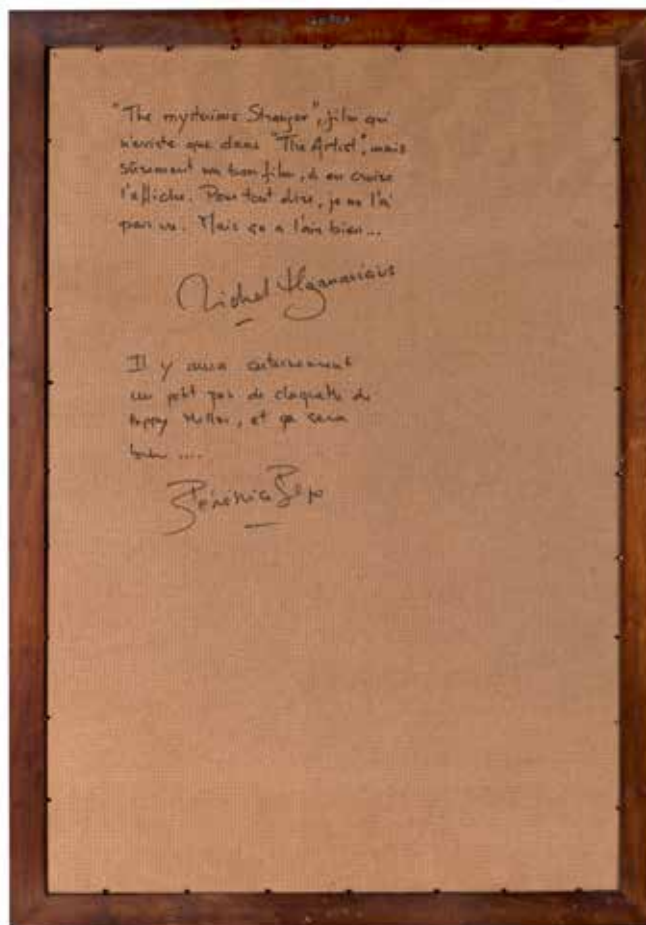 "The mysterious Stranger", film qui
n'existe que dans "The Artist", mais
sûrement un bon film, à en croire
l'affiche. Pour tout dire, je ne l'ai
pas vu. Mais ça a l'air bien...
Michel Hazanavicius
Il y aura certainement
un petit pas de claquette de
Peppy Miller, et ça sera
bien ....
Bérénice Bejo